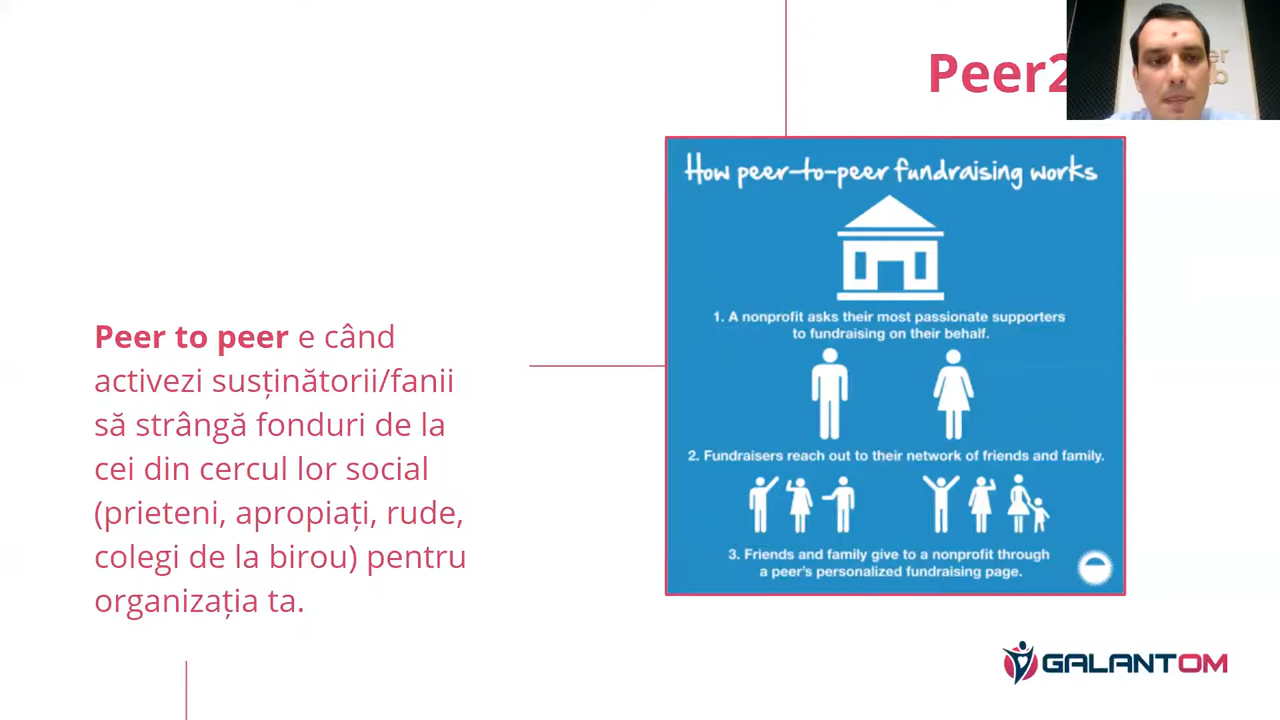 Peer2
How peer-to-peer fundraising works
1. A nonprofit asks their most passionate supporters
to fundraising on their behalf.
2. Fundraisers reach out to their network of friends and family.
3. Friends and family give to a nonprofit through
a peer's personalized fundraising page.
Peer to peer e când
activezi susținătorii/fanii
să strângă fonduri de la
cei din cercul lor social
(prieteni, apropiați, rude,
colegi de la birou) pentru
organizația ta.
GALANTOM